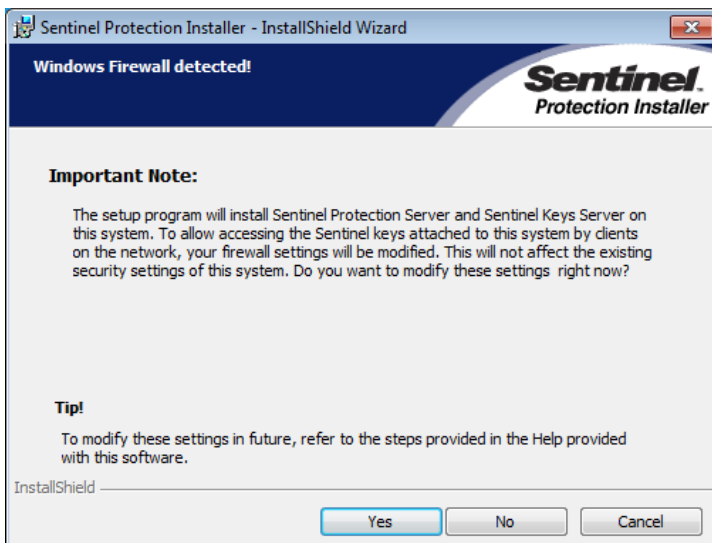 Sentinel Protection Installer - InstallShield Wizard
Windows Firewall detected!
Sentinel.
Protection Installer
Important Note:
The setup program will install Sentinel Protection Server and Sentinel Keys Server on
this system. To allow accessing the Sentinel keys attached to this system by clients
on the network, your firewall settings will be modified. This will not affect the existing
security settings of this system. Do you want to modify these settings right now?
Tip!
To modify these settings in future, refer to the steps provided in the Help provided
with this software.
InstallShield
Yes No Cancel